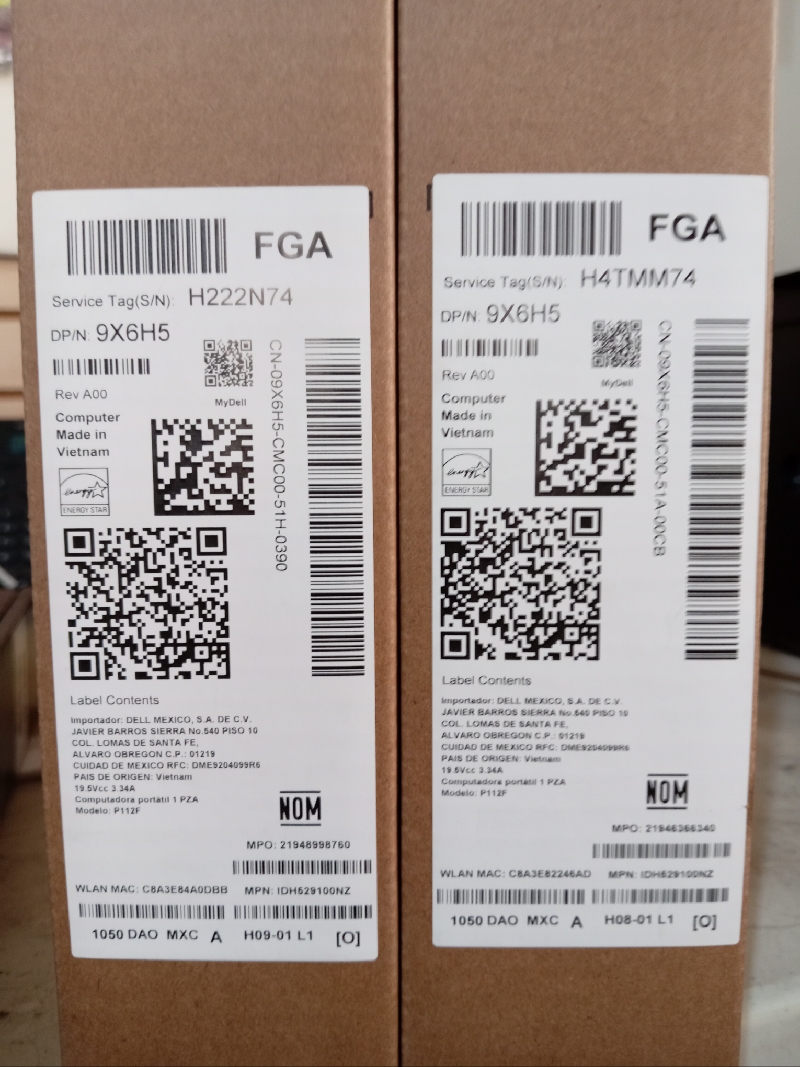 FGA
Service Tag(S/N): H222N74
DP/N: 9X6H5
Rev A00
MyDell
Computer
Made in
Vietnam
energy
ENERGY STAR
CN-09X6H5-CMC00-51H-0390
Label Contents
Importador: DELL MEXICO, S.A. DE C.V.
JAVIER BARROS SIERRA No.540 PISO 10
COL. LOMAS DE SANTA FE,
ALVARO OBREGON C.P.: 01219
CUIDAD DE MEXICO RFC: DME9204099R6
PAIS DE ORIGEN: Vietnam
19.5Vcc 3.34A
Computadora portátil 1 PZA
Modelo: P112F
NOM
MPO: 21948998760
WLAN MAC: C8A3E84A0DBB MPN: IDH529100NZ
1050 DAO MXC A H09-01 L1 [O]
FGA
Service Tag(S/N): H4TMM74
DP/N: 9X6H5
Rev A00
MyDell
Computer
Made in
Vietnam
energy
ENERGY STAR
CN-09X6H5-CMC00-51A-00CB
Label Contents
Importador: DELL MEXICO, S.A. DE C.V.
JAVIER BARROS SIERRA No.540 PISO 10
COL. LOMAS DE SANTA FE,
ALVARO OBREGON C.P.: 01219
CUIDAD DE MEXICO RFC: DME9204099R6
PAIS DE ORIGEN: Vietnam
19.5Vcc 3.34A
Computadora portátil 1 PZA
Modelo: P112F
NOM
MPO: 21946366340
WLAN MAC: C8A3E82246AD MPN: IDH529100NZ
1050 DAO MXC A H08-01 L1 [O]